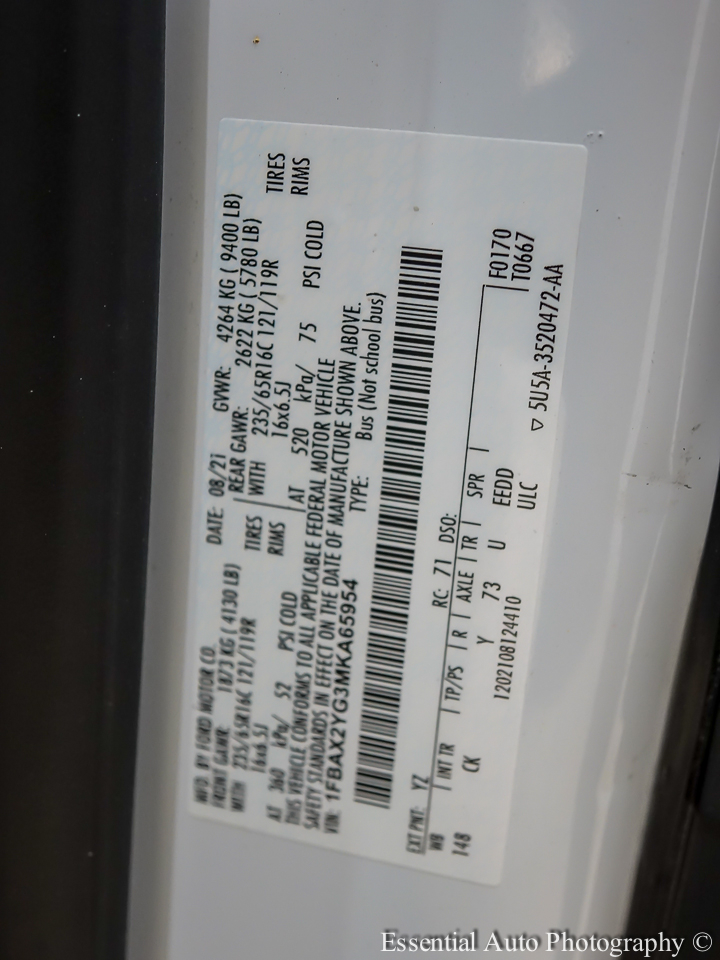 MFD. BY FORD MOTOR CO. DATE: 08/21 GVWR: 4264 KG ( 9400 LB)
FRONT GAWR: 1873 KG ( 4130 LB) REAR GAWR: 2622 KG ( 5780 LB)
WITH 235/65R16C 121/119R TIRES WITH 235/65R16C 121/119R TIRES
16x6.5J RIMS 16x6.5J RIMS
AT 360 kPa/ 52 PSI COLD AT 520 kPa/ 75 PSI COLD
THIS VEHICLE CONFORMS TO ALL APPLICABLE FEDERAL MOTOR VEHICLE
SAFETY STANDARDS IN EFFECT ON THE DATE OF MANUFACTURE SHOWN ABOVE.
VIN: 1FBAX2YG3MKA65954 TYPE: Bus (Not school bus)
EXT PNT: YZ RC: 71 DSO:
WB INT TR TP/PS R AXLE TR SPR F0170
148 CK Y 73 U EEDD T0667
1202108124410 ULC
▽ 5U5A-3520472-AA
Essential Auto Photography ©